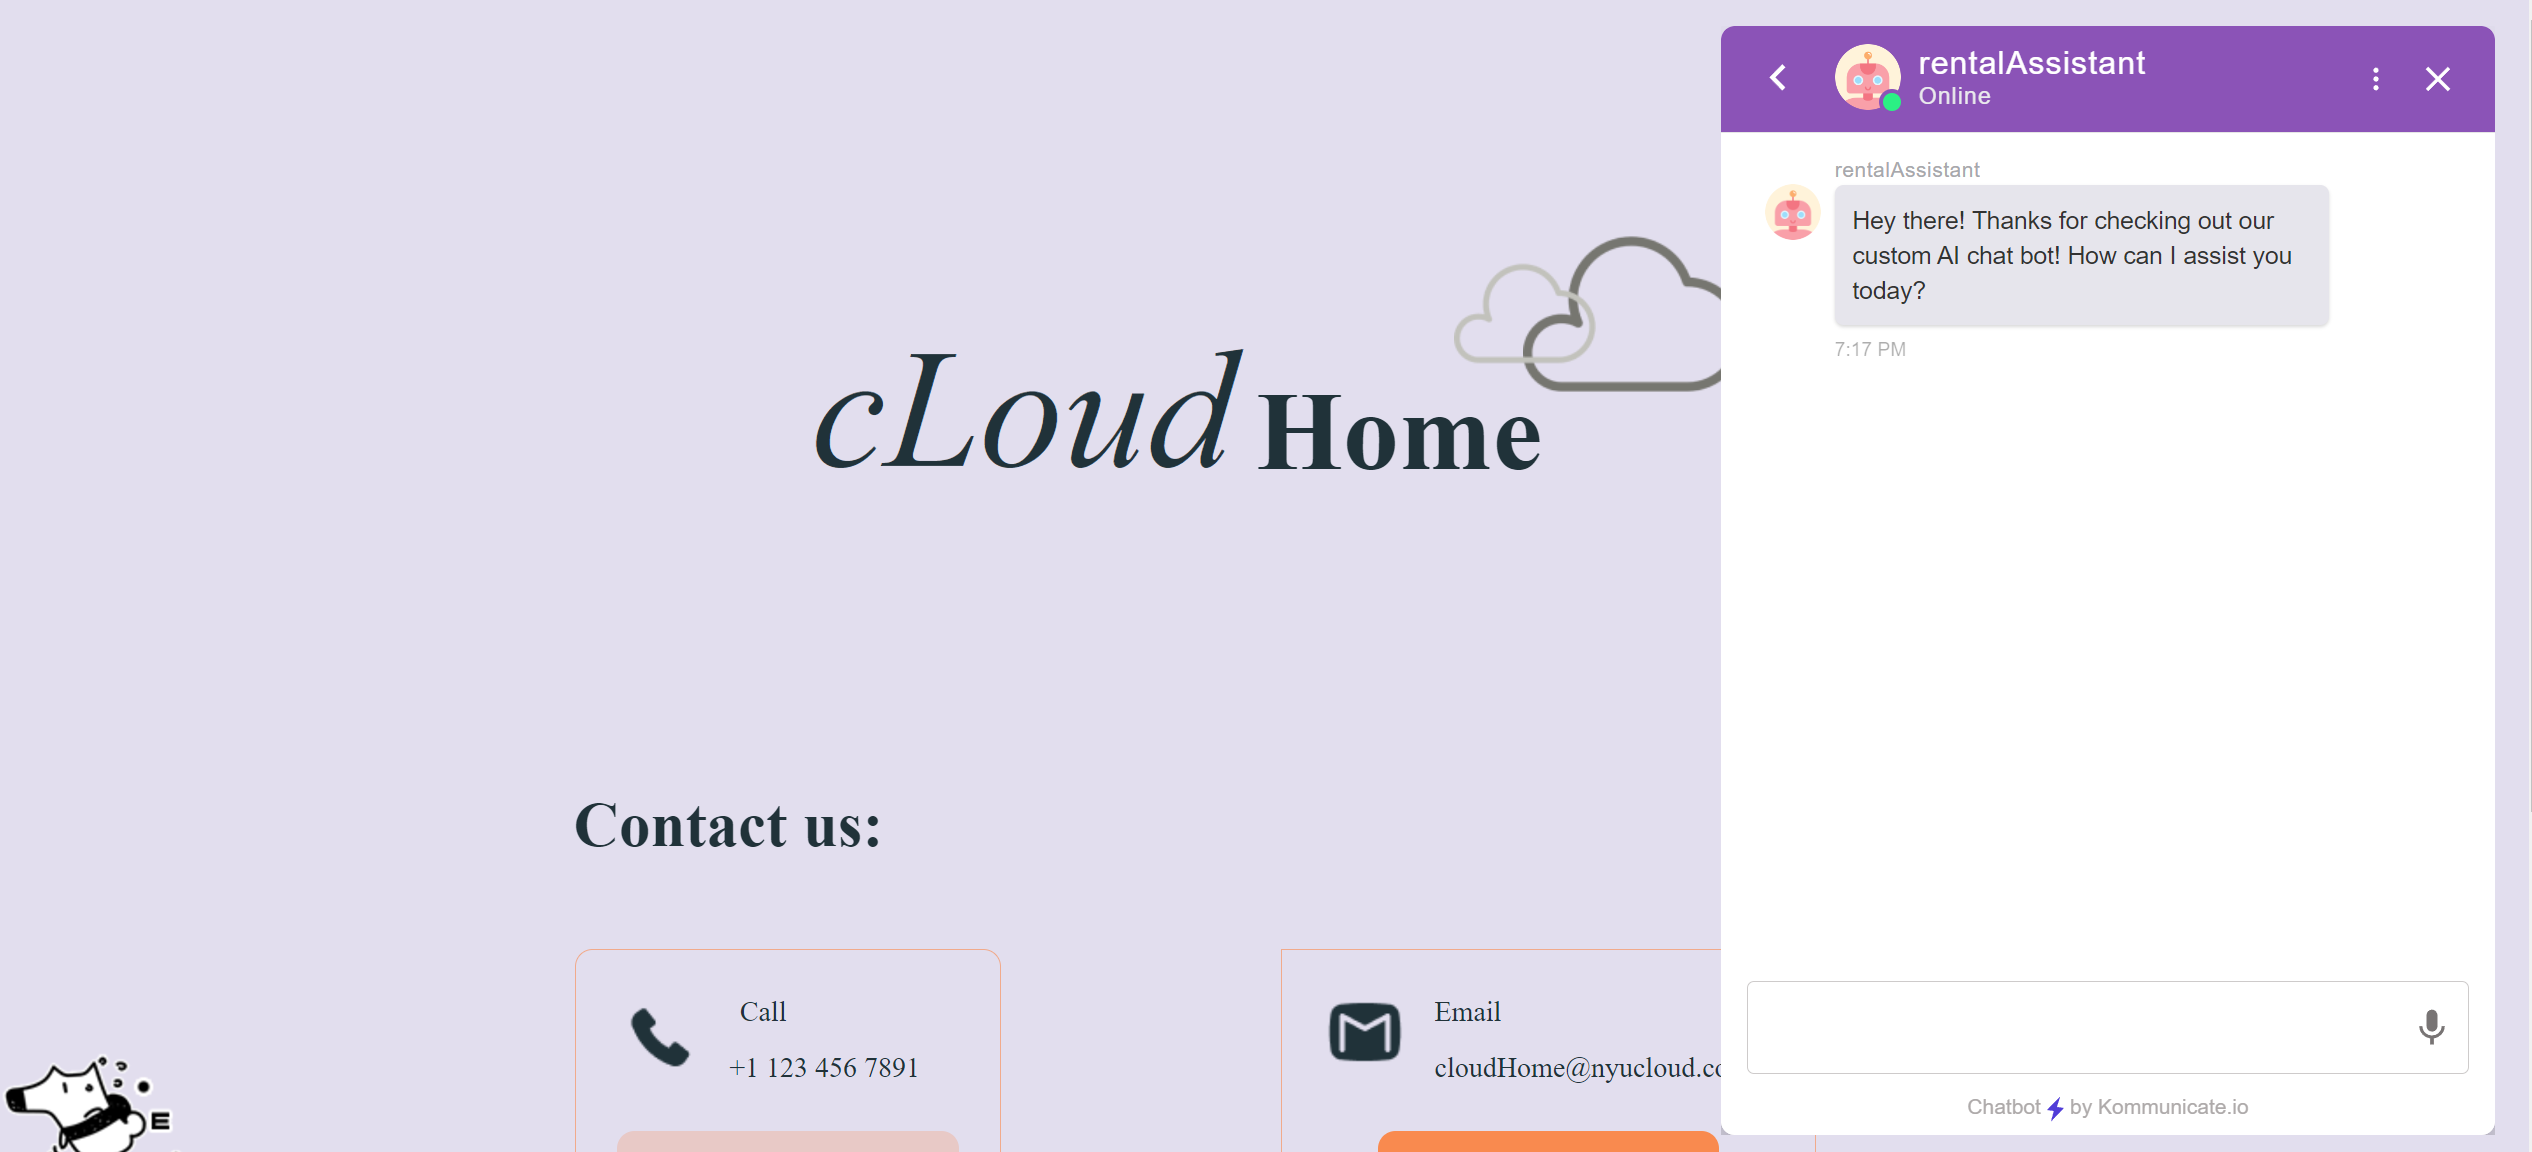 cLoud Home
Contact us:
Call
+1 123 456 7891
Email
cloudHome@nyucloud.co
E
rentalAssistant
Online
rentalAssistant
Hey there! Thanks for checking out our
custom AI chat bot! How can I assist you
today?
7:17 PM
Chatbot by Kommunicate.io